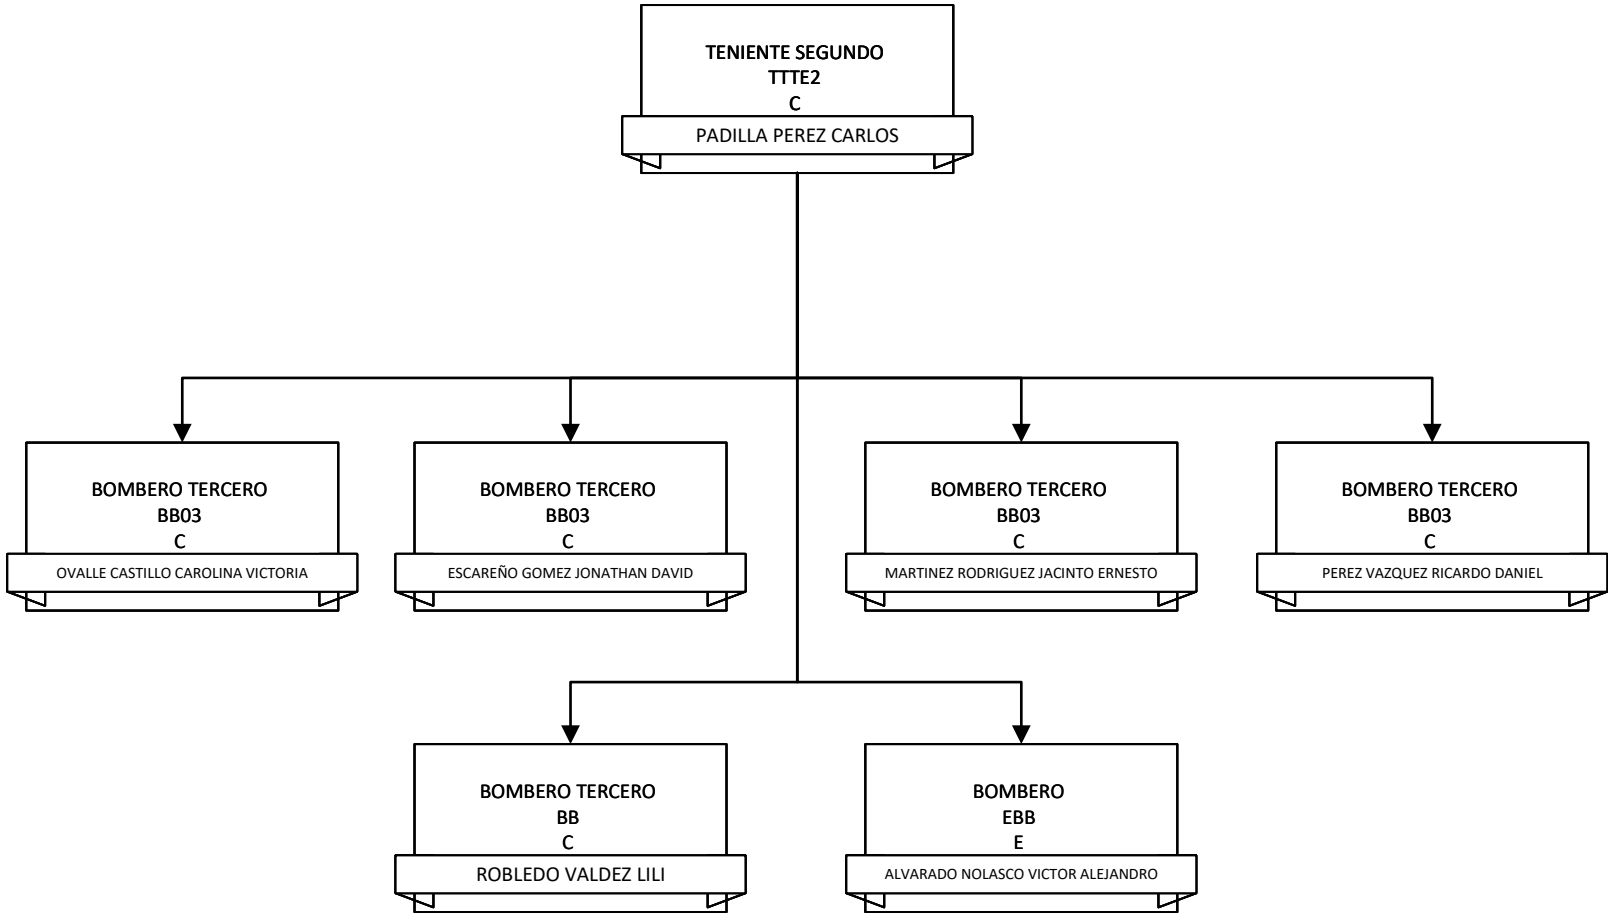 TENIENTE SEGUNDO
TTTE2
C
PADILLA PEREZ CARLOS
BOMBERO TERCERO
BB03
C
OVALLE CASTILLO CAROLINA VICTORIA
BOMBERO TERCERO
BB03
C
ESCAREÑO GOMEZ JONATHAN DAVID
BOMBERO TERCERO
BB03
C
MARTINEZ RODRIGUEZ JACINTO ERNESTO
BOMBERO TERCERO
BB03
C
PEREZ VAZQUEZ RICARDO DANIEL
BOMBERO TERCERO
BB
C
ROBLEDO VALDEZ LILI
BOMBERO
EBB
E
ALVARADO NOLASCO VICTOR ALEJANDRO